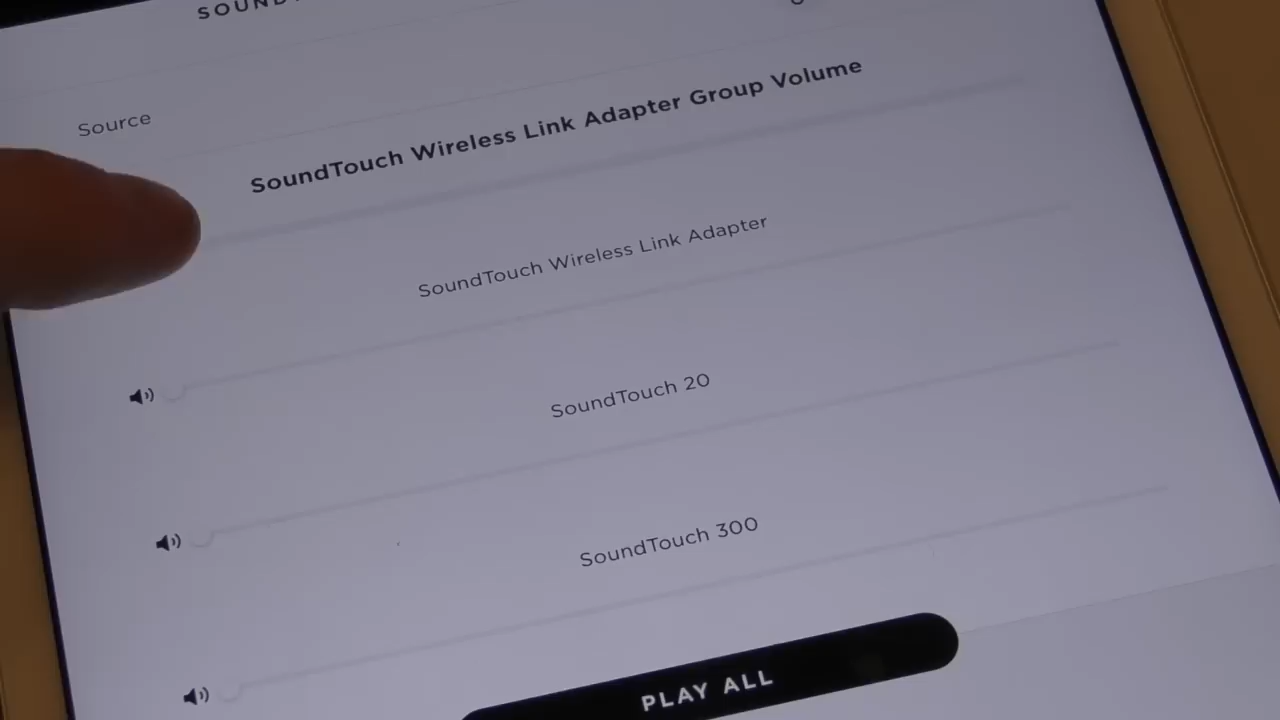 Source
SoundTouch Wireless Link Adapter Group Volume
SoundTouch Wireless Link Adapter
SoundTouch 20
SoundTouch 300
PLAY ALL